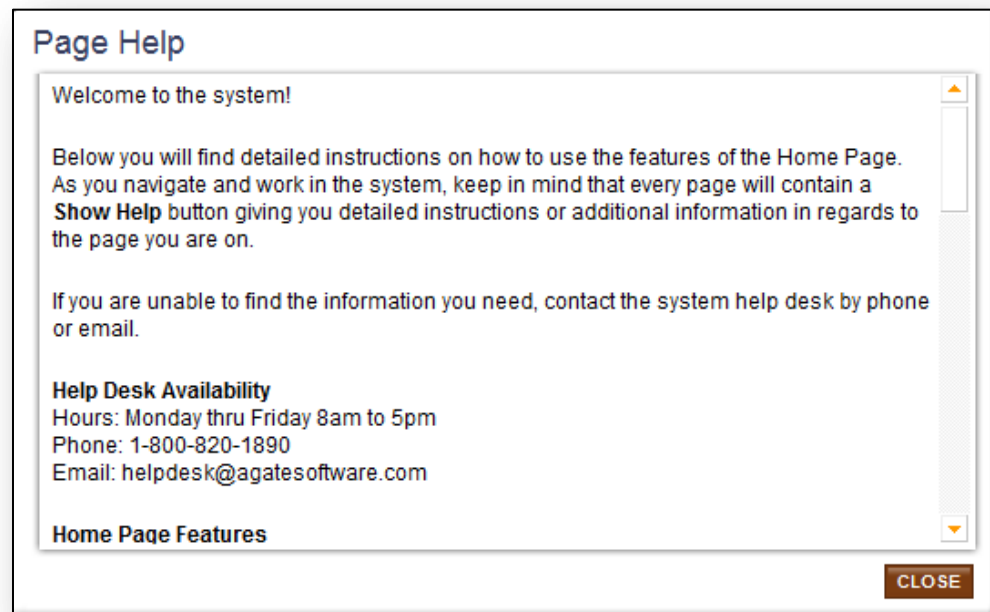 Page Help
Welcome to the system!
Below you will find detailed instructions on how to use the features of the Home Page.
As you navigate and work in the system, keep in mind that every page will contain a
Show Help button giving you detailed instructions or additional information in regards to
the page you are on.
If you are unable to find the information you need, contact the system help desk by phone
or email.
Help Desk Availability
Hours: Monday thru Friday 8am to 5pm
Phone: 1-800-820-1890
Email: helpdesk@agatesoftware.com
Home Page Features
CLOSE